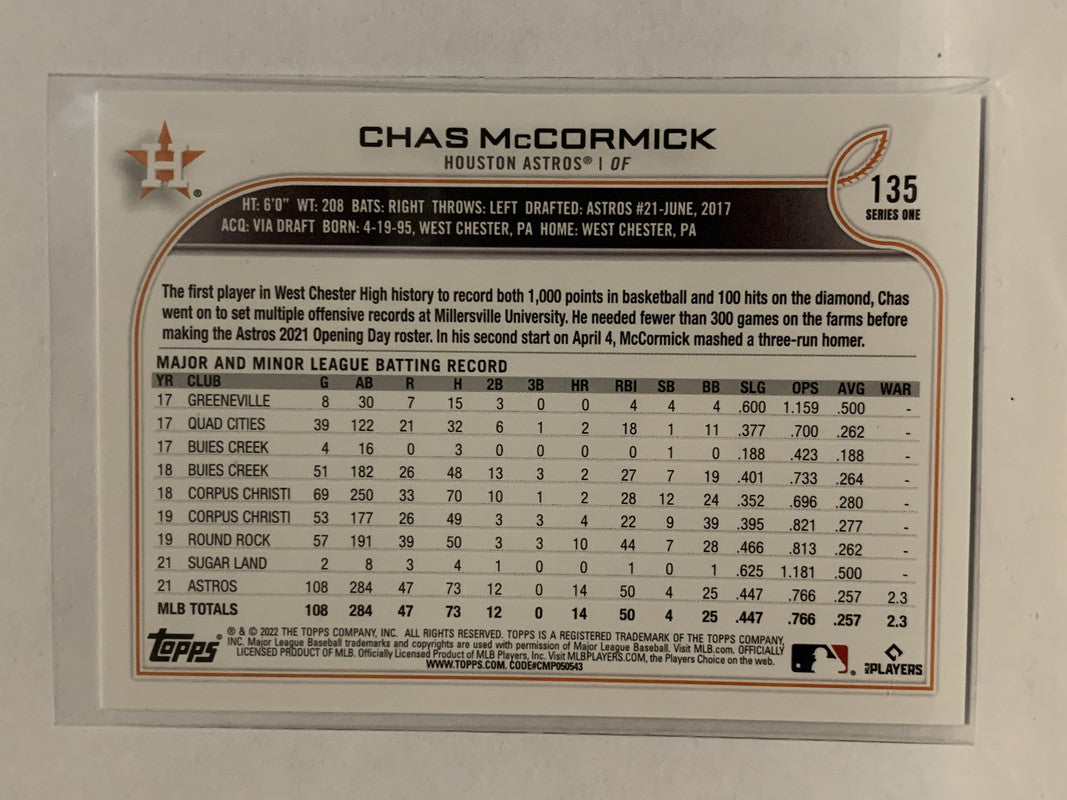 H ®
CHAS McCORMICK
HOUSTON ASTROS® | OF
135
SERIES ONE
HT: 6'0" WT: 208 BATS: RIGHT THROWS: LEFT DRAFTED: ASTROS #21-JUNE, 2017
ACQ: VIA DRAFT BORN: 4-19-95, WEST CHESTER, PA HOME: WEST CHESTER, PA
The first player in West Chester High history to record both 1,000 points in basketball and 100 hits on the diamond, Chas
went on to set multiple offensive records at Millersville University. He needed fewer than 300 games on the farms before
making the Astros 2021 Opening Day roster. In his second start on April 4, McCormick mashed a three-run homer.
MAJOR AND MINOR LEAGUE BATTING RECORD
YR CLUB G AB R H 2B 3B HR RBI SB BB SLG OPS AVG WAR
17 GREENEVILLE 8 30 7 15 3 0 0 4 4 4 .600 1.159 .500 -
17 QUAD CITIES 39 122 21 32 6 1 2 18 1 11 .377 .700 .262 -
17 BUIES CREEK 4 16 0 3 0 0 0 0 1 0 .188 .423 .188 -
18 BUIES CREEK 51 182 26 48 13 3 2 27 7 19 .401 .733 .264 -
18 CORPUS CHRISTI 69 250 33 70 10 1 2 28 12 24 .352 .696 .280 -
19 CORPUS CHRISTI 53 177 26 49 3 3 4 22 9 39 .395 .821 .277 -
19 ROUND ROCK 57 191 39 50 3 3 10 44 7 28 .466 .813 .262 -
21 SUGAR LAND 2 8 3 4 1 0 0 1 0 1 .625 1.181 .500 -
21 ASTROS 108 284 47 73 12 0 14 50 4 25 .447 .766 .257 2.3
MLB TOTALS 108 284 47 73 12 0 14 50 4 25 .447 .766 .257 2.3
Topps® ® & © 2022 THE TOPPS COMPANY, INC. ALL RIGHTS RESERVED. TOPPS IS A REGISTERED TRADEMARK OF THE TOPPS COMPANY,
INC. Major League Baseball trademarks and copyrights are used with permission of Major League Baseball. Visit MLB.com. OFFICIALLY
LICENSED PRODUCT OF MLB. Officially Licensed Product of MLB Players, Inc. Visit MLBPLAYERS.COM, the Players Choice on the web.
WWW.TOPPS.COM. CODE#CMP050543
® MLB PLAYERS